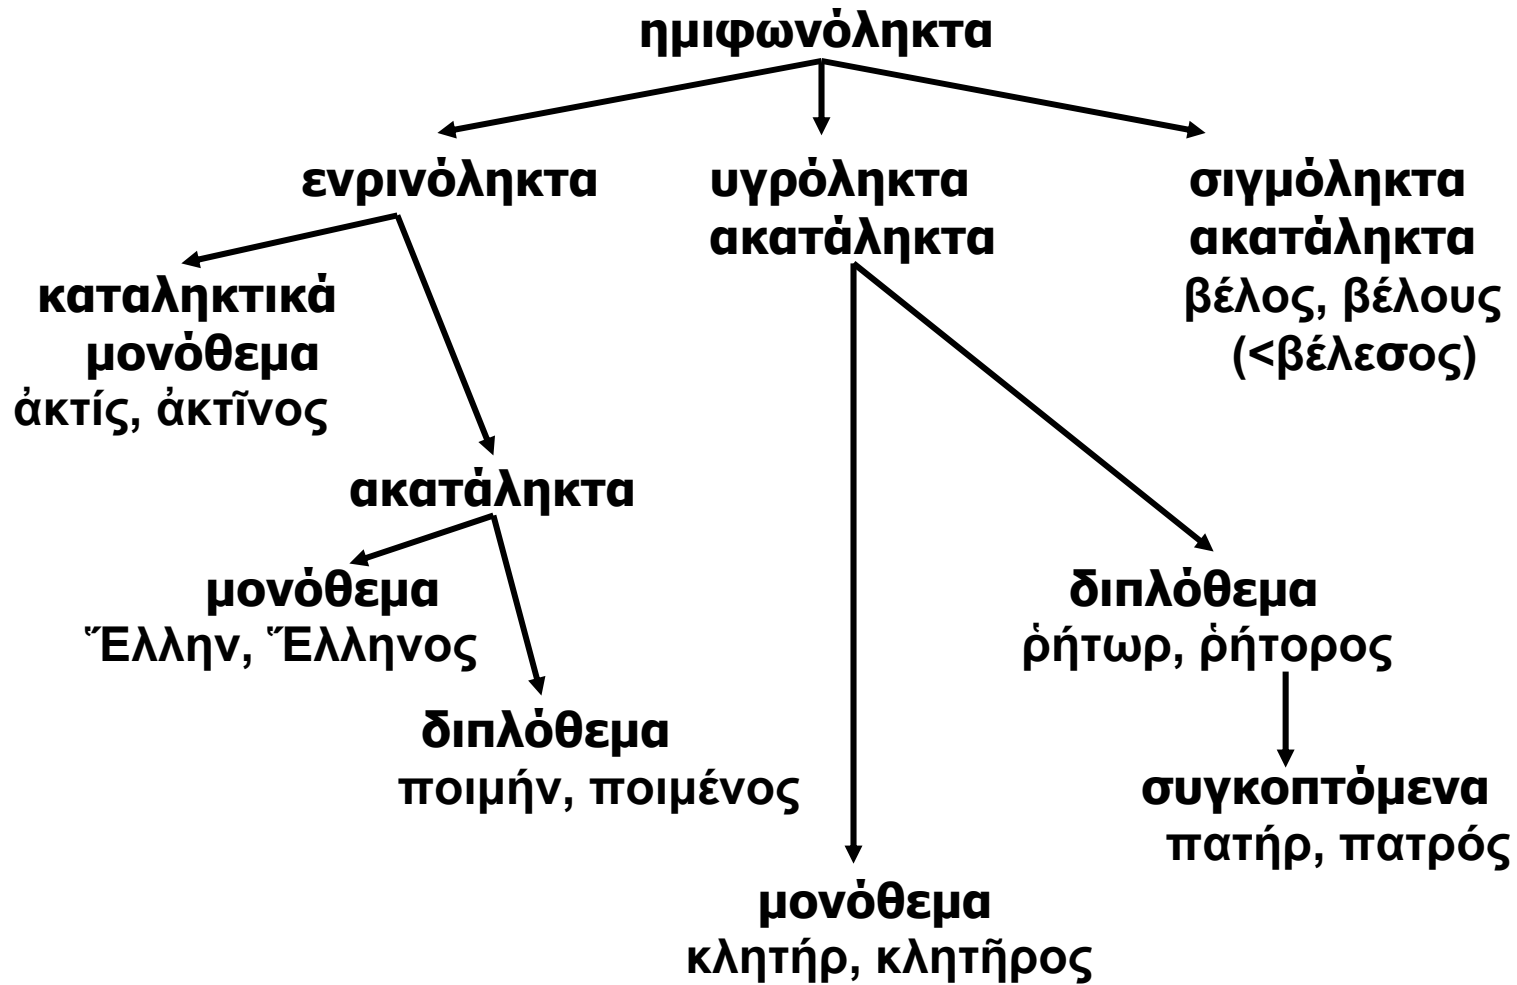 ημιφωνόληκτα
ενρινόληκτα
υγρόληκτα
ακατάληκτα
σιγμόληκτα
ακατάληκτα
βέλος, βέλους
(<βέλεσος)
καταληκτικά
μονόθεμα
ἀκτίς, ἀκτῖνος
ακατάληκτα
μονόθεμα
Ἕλλην, Ἕλληνος
διπλόθεμα
ποιμήν, ποιμένος
διπλόθεμα
ῥήτωρ, ῥήτορος
συγκοπτόμενα
πατήρ, πατρός
μονόθεμα
κλητήρ, κλητῆρος